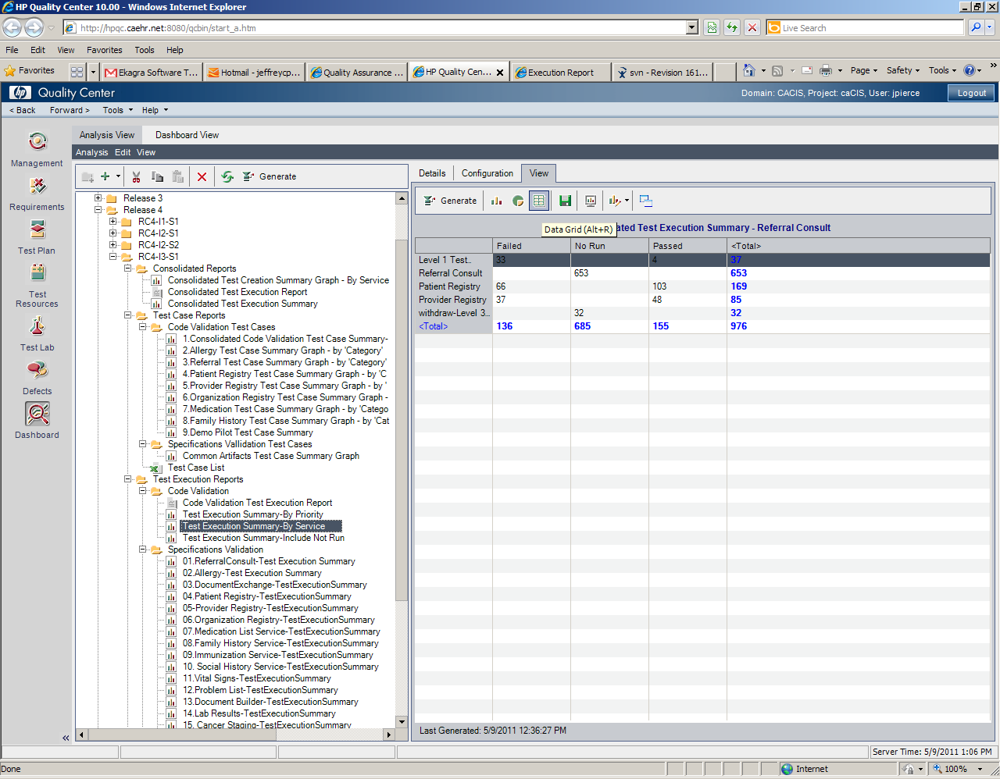 HP Quality Center 10.00 - Windows Internet Explorer
http://hpqc.caehr.net:8080/qcbin/start_a.htm
Live Search
File Edit View Favorites Tools Help
Favorites
Ekagra Software T...
Hotmail - jeffreycp...
Quality Assurance ...
HP Quality Cen...
Execution Report
svn - Revision 161...
Page Safety Tools
hp Quality Center
Domain: CACIS, Project: caCIS, User: jpierce
Logout
< Back Forward > Tools Help
Analysis View Dashboard View
Analysis Edit View
Management
Requirements
Test Plan
Test Resources
Test Lab
Defects
Dashboard
Generate
Release 3
Release 4
RC4-I1-S1
RC4-I2-S1
RC4-I2-S2
RC4-I3-S1
Consolidated Reports
Consolidated Test Creation Summary Graph - By Service
Consolidated Test Execution Report
Consolidated Test Execution Summary
Test Case Reports
Code Validation Test Cases
1.Consolidated Code Validation Test Case Summary-
2.Allergy Test Case Summary Graph - by 'Category'
3.Referral Test Case Summary Graph - by 'Category'
4.Patient Registry Test Case Summary Graph - by 'C
5.Provider Registry Test Case Summary Graph - by '
6.Organization Registry Test Case Summary Graph -
7.Medication Test Case Summary Graph - by 'Catego
8.Family History Test Case Summary Graph - by 'Cat
9.Demo Pilot Test Case Summary
Specifications Vallidation Test Cases
Common Artifacts Test Case Summary Graph
Test Case List
Test Execution Reports
Code Validation
Code Validation Test Execution Report
Test Execution Summary-By Priority
Test Execution Summary-By Service
Test Execution Summary-Include Not Run
Specifications Validation
01.ReferralConsult-Test Execution Summary
02.Allergy-Test Execution Summary
03.DocumentExchange-TestExecutionSummary
04.Patient Registry-TestExecutionSummary
05-Provider Registry-TestExecutionSummary
06.Organization Registry-TestExecutionSummary
07.Medication List Service-TestExecutionSummary
08.Family History Service-TestExecutionSummary
09.Immunization Service-TestExecutionSummary
10. Social History Service-TestExecutionSummary
11.Vital Signs-TestExecutionSummary
12.Problem List-TestExecutionSummary
13.Document Builder-TestExecutionSummary
14.Lab Results-TestExecutionSummary
15. Cancer Staging-TestExecutionSummary
Details Configuration View
Generate
Data Grid (Alt+R)
ated Test Execution Summary - Referral Consult
Failed No Run Passed <Total>
Level 1 Test.. 33 4 37
Referral Consult 653 653
Patient Registry 66 103 169
Provider Registry 37 48 85
withdraw-Level 3... 32 32
<Total> 136 685 155 976
Last Generated: 5/9/2011 12:36:27 PM
Server Time: 5/9/2011 1:06 PM
Done
Internet
100%